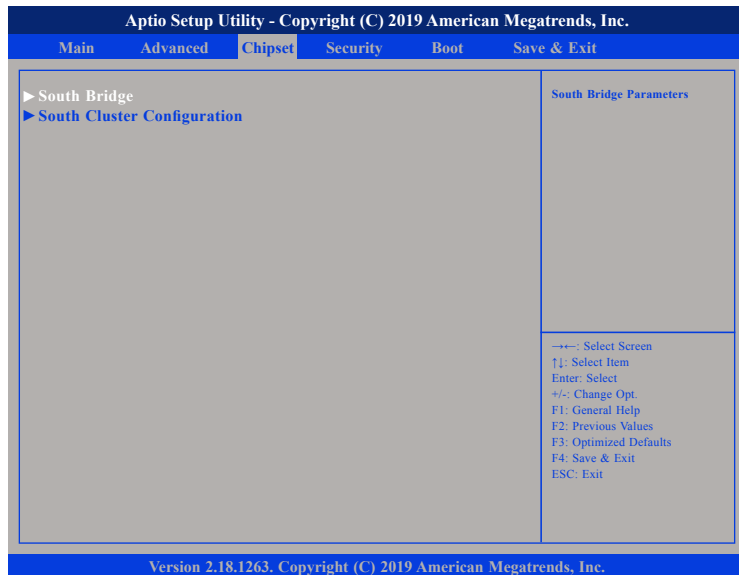 Aptio Setup Utility - Copyright (C) 2019 American Megatrends, Inc.
Main Advanced Chipset Security Boot Save & Exit
►South Bridge
►South Cluster Configuration
South Bridge Parameters
→←: Select Screen
↑↓: Select Item
Enter: Select
+/-: Change Opt.
F1: General Help
F2: Previous Values
F3: Optimized Defaults
F4: Save & Exit
ESC: Exit
Version 2.18.1263. Copyright (C) 2019 American Megatrends, Inc.